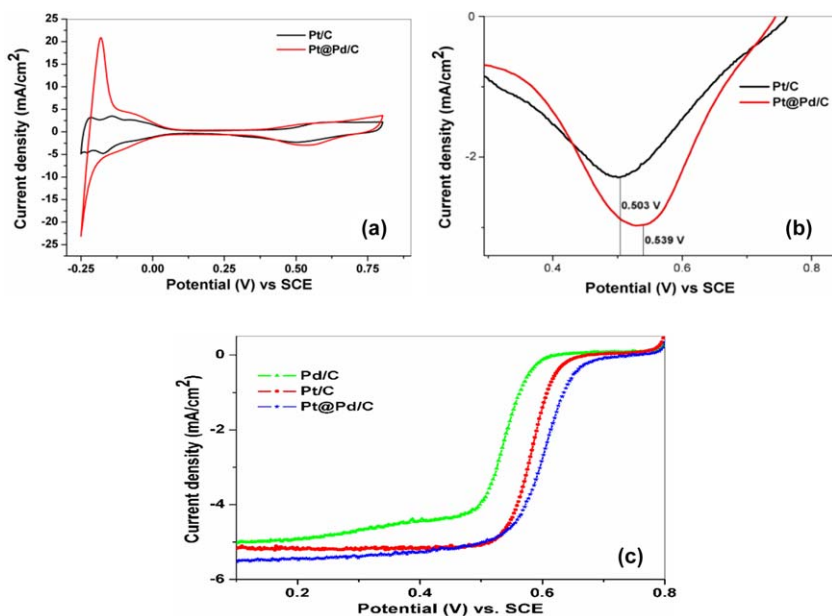 25
20
15
10
5
0
-5
-10
-15
-20
-25
Current density (mA/cm²)
Pt/C
Pt@Pd/C
(a)
-0.25 0.00 0.25 0.50 0.75
Potential (V) vs SCE
0
-2
Current density (mA/cm²)
(b)
Pt/C
Pt@Pd/C
0.503 V
0.539 V
0.4 0.6 0.8
Potential (V) vs SCE
0
-2
-4
-6
Current density (mA/cm²)
Pd/C
Pt/C
Pt@Pd/C
(c)
0.2 0.4 0.6 0.8
Potential (V) vs. SCE